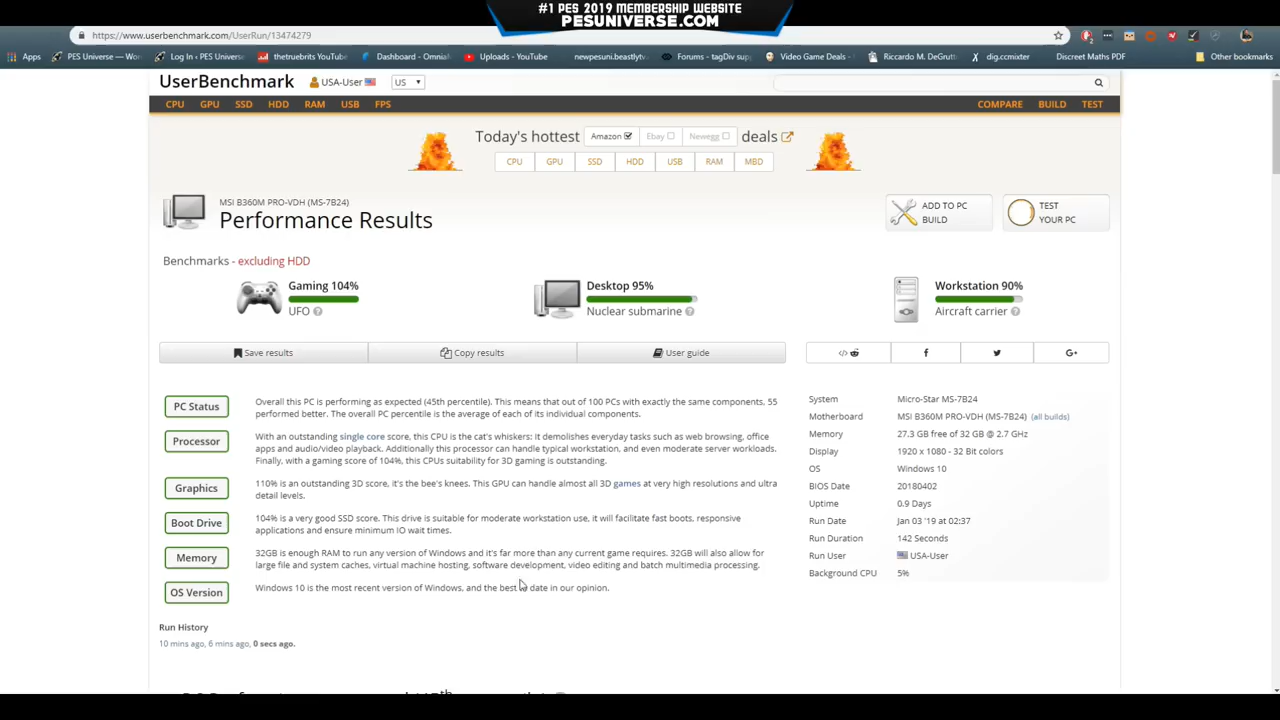 #1 PES 2019 MEMBERSHIP WEBSITE
PESUNIVERSE.COM
https://www.userbenchmark.com/UserRun/13474279
Apps
PES Universe — Wo
Log In ‹ PES Univers
thetruebrits YouTube
Dashboard - Omnia
Uploads - YouTube
newpesuni.beastlytv
Forums - tagDiv sup
Video Game Deals -
Riccardo M. DeGrutt
dig.ccmixter
Discreet Maths PDF
Other bookmarks
UserBenchmark USA-User US
CPU GPU SSD HDD RAM USB FPS COMPARE BUILD TEST
Today's hottest Amazon Ebay Newegg deals
CPU GPU SSD HDD USB RAM MBD
MSI B360M PRO-VDH (MS-7B24)
Performance Results
ADD TO PC
BUILD
TEST
YOUR PC
Benchmarks - excluding HDD
Gaming 104%
UFO
Desktop 95%
Nuclear submarine
Workstation 90%
Aircraft carrier
Save results Copy results User guide
PC Status
Overall this PC is performing as expected (45th percentile). This means that out of 100 PCs with exactly the same components, 55
performed better. The overall PC percentile is the average of each of its individual components.
Processor
With an outstanding single core score, this CPU is the cat's whiskers: It demolishes everyday tasks such as web browsing, office
apps and audio/video playback. Additionally this processor can handle typical workstation, and even moderate server workloads.
Finally, with a gaming score of 104%, this CPUs suitability for 3D gaming is outstanding.
Graphics
110% is an outstanding 3D score, it's the bee's knees. This GPU can handle almost all 3D games at very high resolutions and ultra
detail levels.
Boot Drive
104% is a very good SSD score. This drive is suitable for moderate workstation use, it will facilitate fast boots, responsive
applications and ensure minimum IO wait times.
Memory
32GB is enough RAM to run any version of Windows and it's far more than any current game requires. 32GB will also allow for
large file and system caches, virtual machine hosting, software development, video editing and batch multimedia processing.
OS Version
Windows 10 is the most recent version of Windows, and the best to date in our opinion.
System Micro-Star MS-7B24
Motherboard MSI B360M PRO-VDH (MS-7B24) (all builds)
Memory 27.3 GB free of 32 GB @ 2.7 GHz
Display 1920 x 1080 - 32 Bit colors
OS Windows 10
BIOS Date 20180402
Uptime 0.9 Days
Run Date Jan 03 '19 at 02:37
Run Duration 142 Seconds
Run User USA-User
Background CPU 5%
Run History
10 mins ago, 6 mins ago, 0 secs ago.